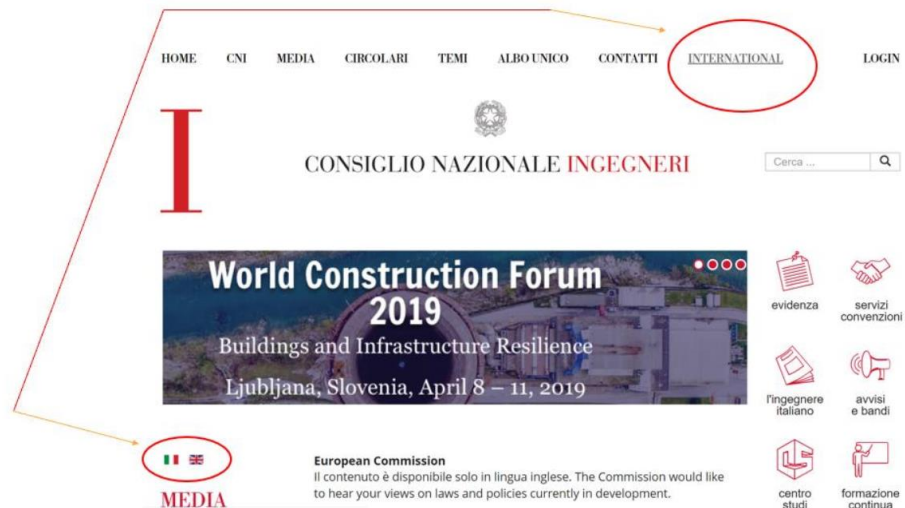 HOME CNI MEDIA CIRCOLARI TEMI ALBO UNICO CONTATTI INTERNATIONAL LOGIN
I
CONSIGLIO NAZIONALE INGEGNERI
Cerca ...
World Construction Forum
2019
Buildings and Infrastructure Resilience
Ljubljana, Slovenia, April 8 – 11, 2019
evidenza
servizi
convenzioni
l'ingegnere
italiano
avvisi
e bandi
European Commission
Il contenuto è disponibile solo in lingua inglese. The Commission would like
to hear your views on laws and policies currently in development.
MEDIA
centro
studi
formazione
continua